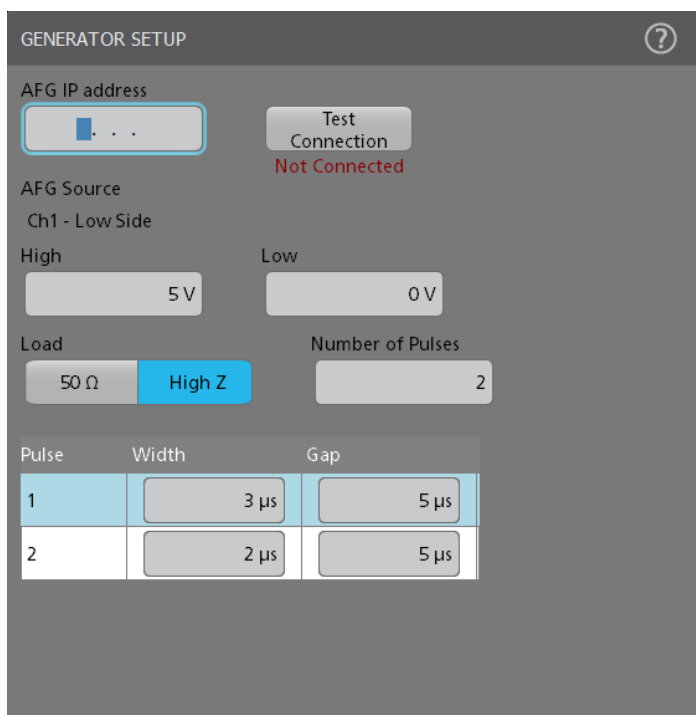 GENERATOR SETUP ?
AFG IP address
. . .
Test
Connection
Not Connected
AFG Source
Ch1 - Low Side
High Low
5 V 0 V
Load Number of Pulses
50 Ω High Z 2
Pulse Width Gap
1 3 µs 5 µs
2 2 µs 5 µs